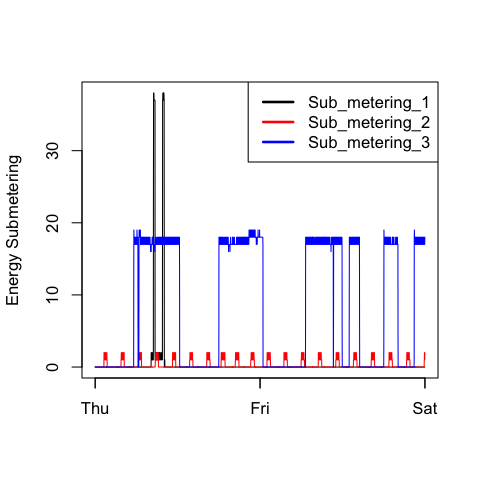 Sub_metering_1
Sub_metering_2
Sub_metering_3
Energy Submetering
30
20
10
0
Thu Fri Sat